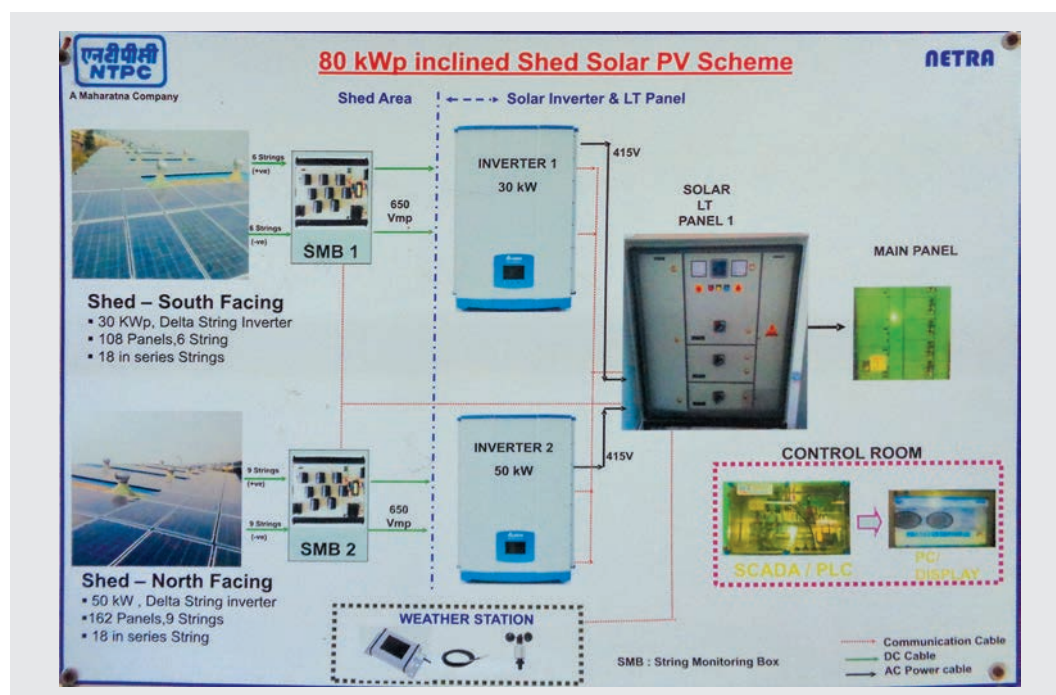 एनटीपीसी
NTPC
A Maharatna Company
80 kWp inclined Shed Solar PV Scheme
NETRA
Shed Area
Solar Inverter & LT Panel
6 Strings
(+ve)
6 Strings
(-ve)
SMB 1
650
Vmp
INVERTER 1
30 kW
415V
SOLAR
LT
PANEL 1
MAIN PANEL
Shed – South Facing
▪ 30 KWp, Delta String Inverter
▪ 108 Panels,6 String
▪ 18 in series Strings
9 Strings
(+ve)
9 Strings
(-ve)
SMB 2
650
Vmp
INVERTER 2
50 kW
415V
CONTROL ROOM
SCADA / PLC
PC/
DISPLAY
Shed – North Facing
▪ 50 kW , Delta String inverter
▪162 Panels,9 Strings
▪ 18 in series String
WEATHER STATION
SMB : String Monitoring Box
Communication Cable
DC Cable
AC Power cable